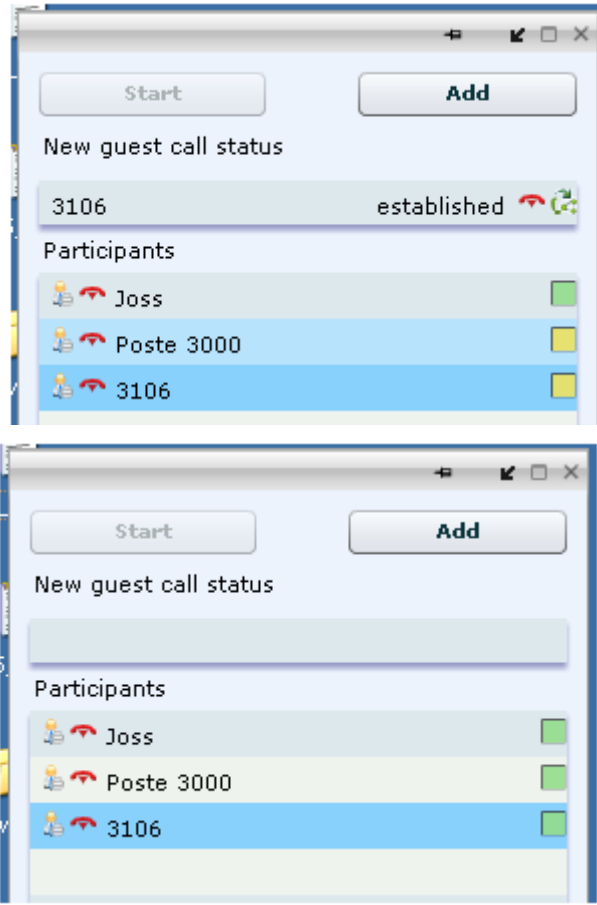 Start Add
New guest call status
3106 established
Participants
Joss
Poste 3000
3106
Start Add
New guest call status
Participants
Joss
Poste 3000
3106